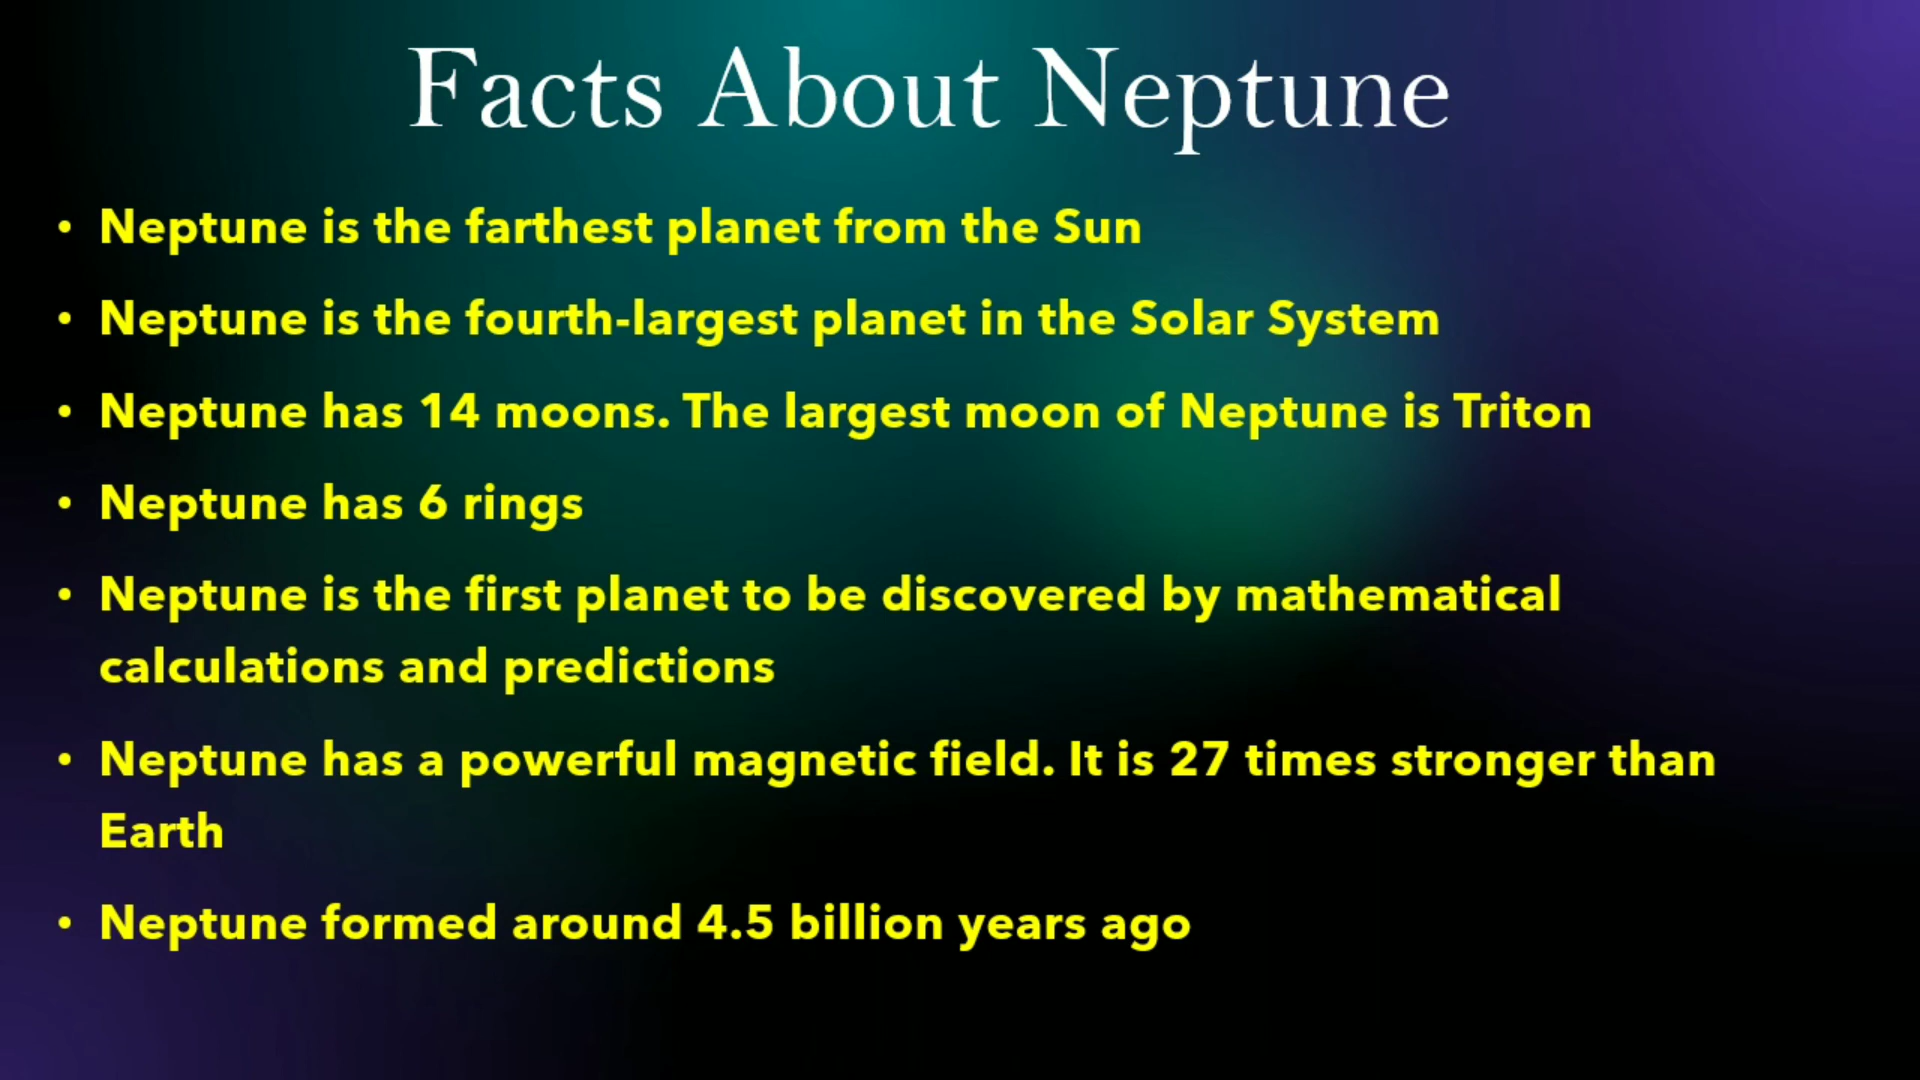 Facts About Neptune
• Neptune is the farthest planet from the Sun
• Neptune is the fourth-largest planet in the Solar System
• Neptune has 14 moons. The largest moon of Neptune is Triton
• Neptune has 6 rings
• Neptune is the first planet to be discovered by mathematical
calculations and predictions
• Neptune has a powerful magnetic field. It is 27 times stronger than
Earth
• Neptune formed around 4.5 billion years ago